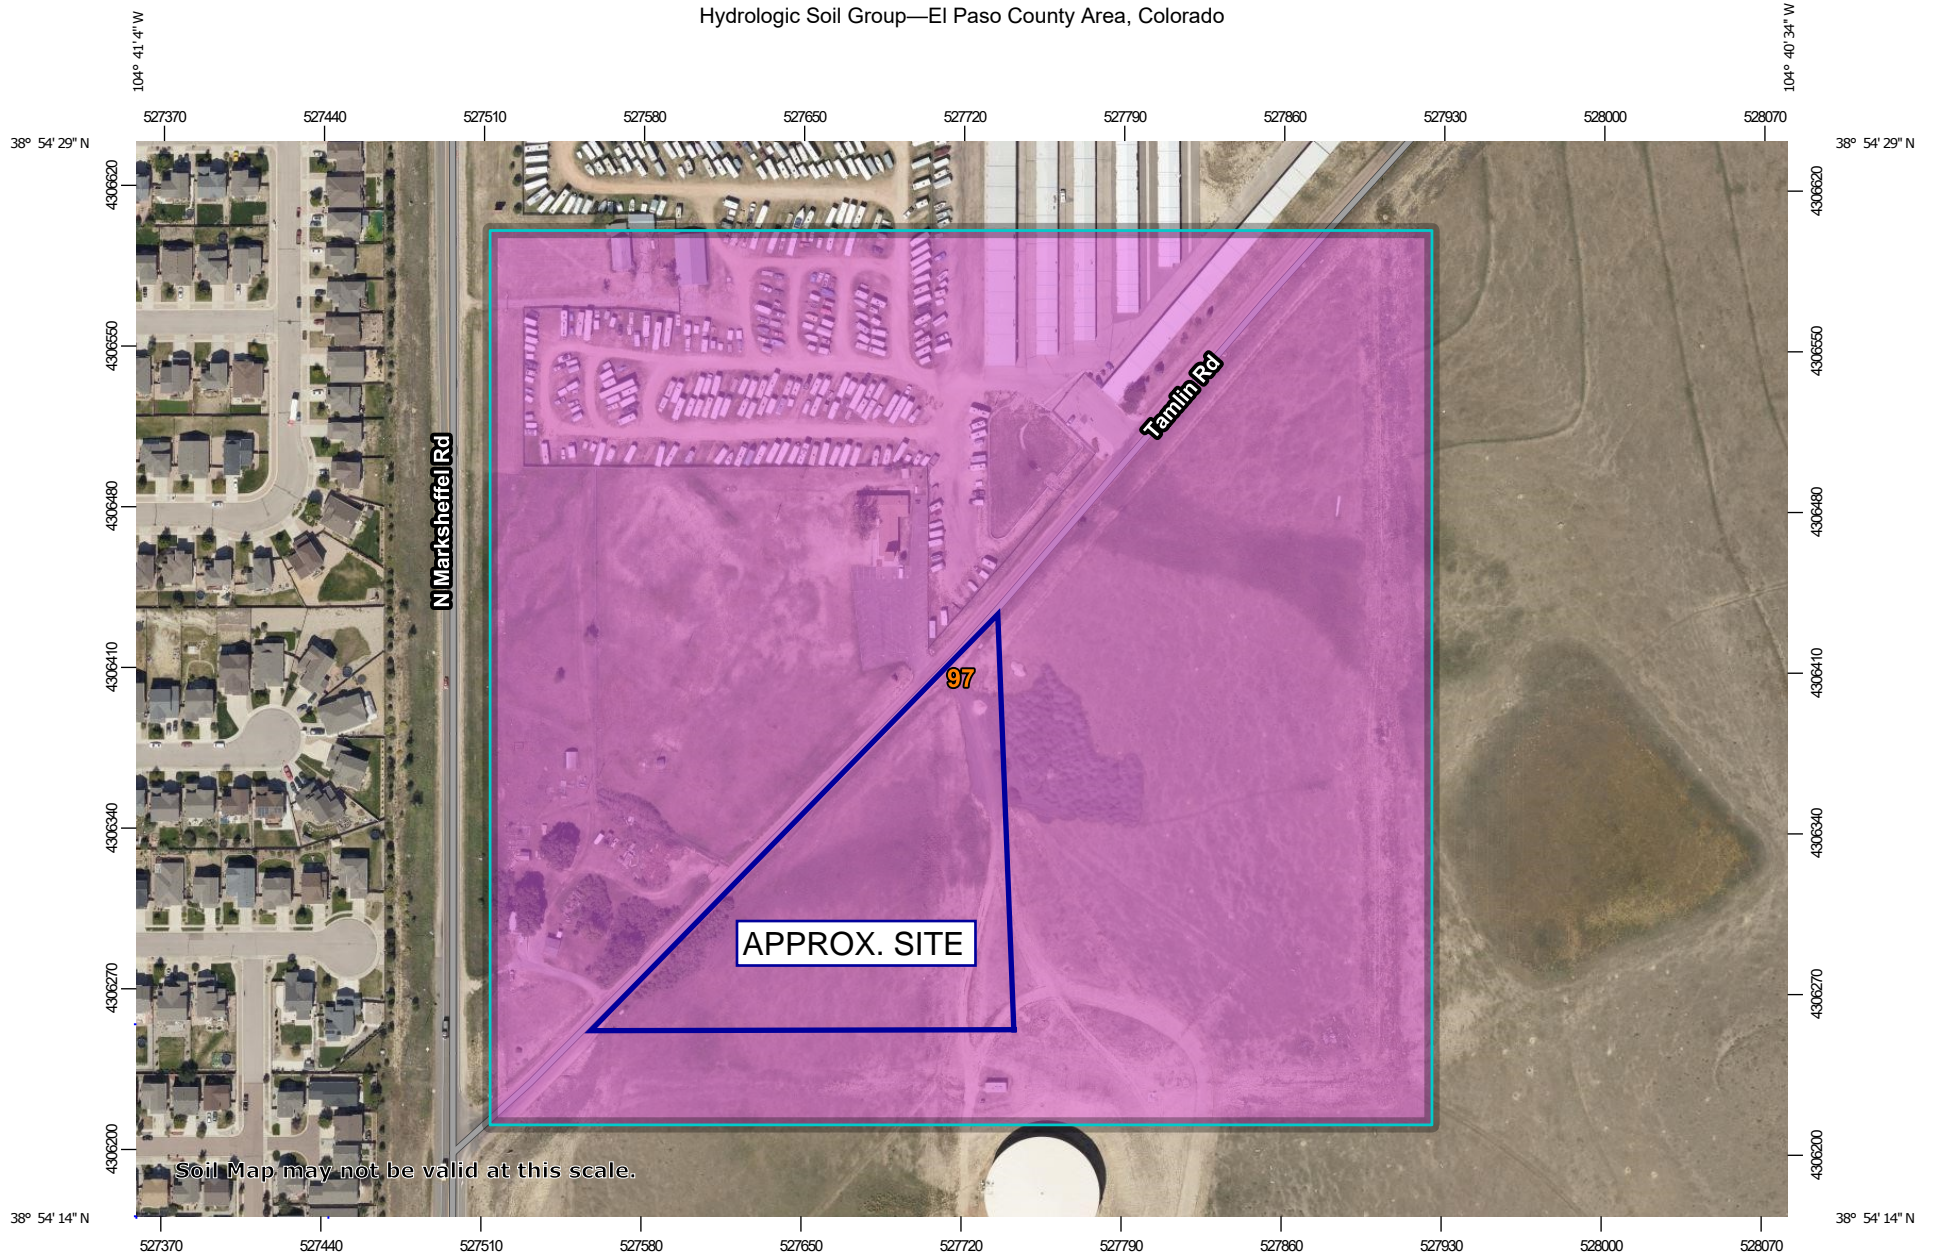 Hydrologic Soil Group—El Paso County Area, Colorado
104° 41' 4" W
104° 40' 34" W
527370 527440 527510 527580 527650 527720 527790 527860 527930 528000 528070
38° 54' 29" N
38° 54' 29" N
4306620
4306620
4306550
4306550
Tamlin Rd
N Marksheffel Rd
4306480
4306480
4306410
4306410
97
4306340
4306340
APPROX. SITE
4306270
4306270
4306200
4306200
Soil Map may not be valid at this scale.
38° 54' 14" N
38° 54' 14" N
527370 527440 527510 527580 527650 527720 527790 527860 527930 528000 528070